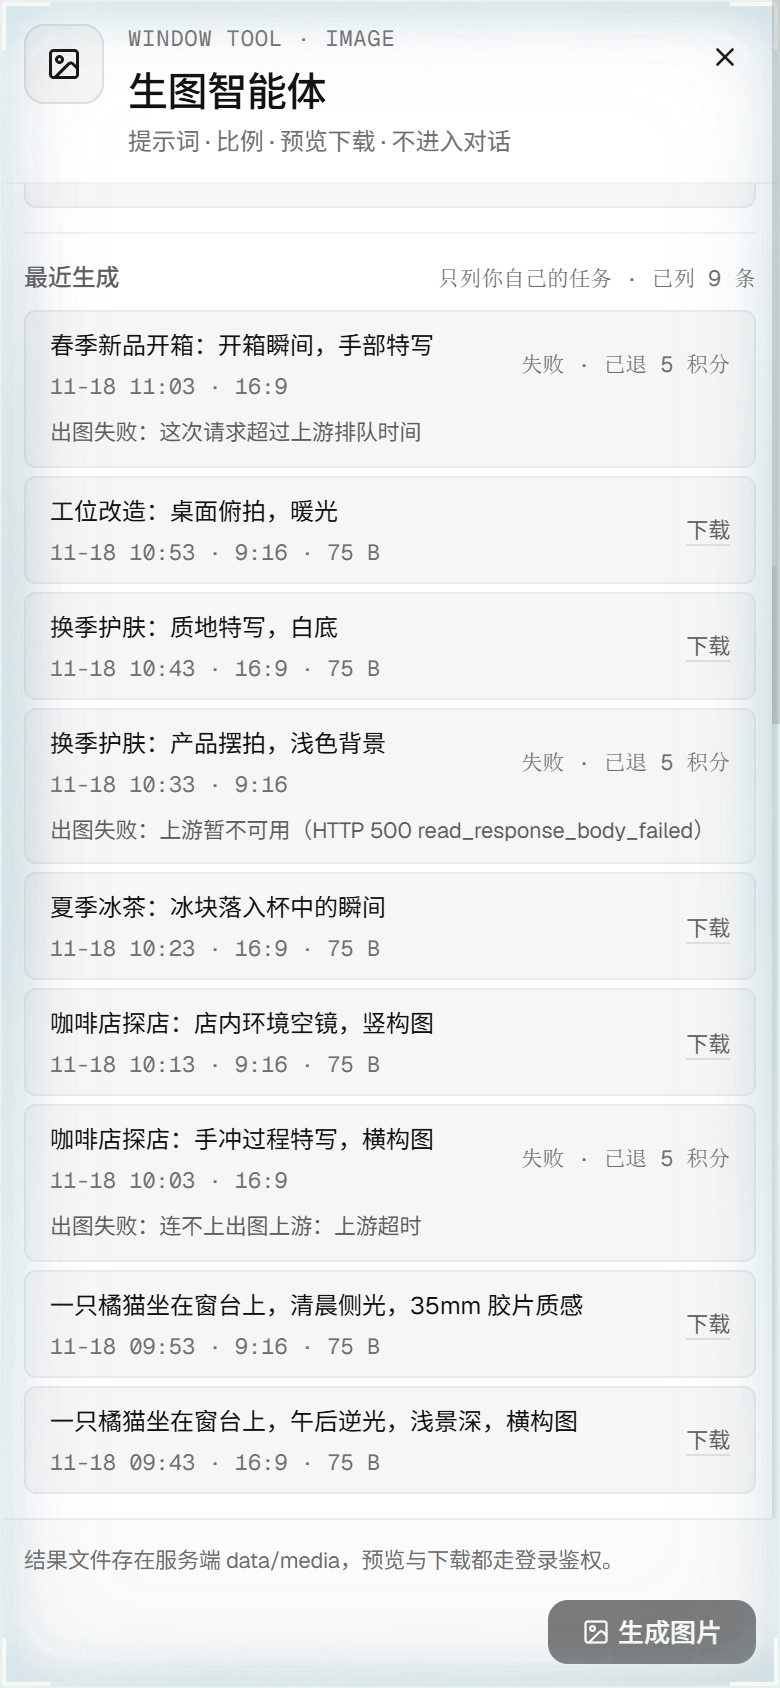 WINDOW TOOL · IMAGE
生图智能体
提示词 · 比例 · 预览下载 · 不进入对话
最近生成
只列你自己的任务 · 已列 9 条
春季新品开箱：开箱瞬间，手部特写
失败 · 已退 5 积分
11-18 11:03 · 16:9
出图失败：这次请求超过上游排队时间
工位改造：桌面俯拍，暖光
下载
11-18 10:53 · 9:16 · 75 B
换季护肤：质地特写，白底
下载
11-18 10:43 · 16:9 · 75 B
换季护肤：产品摆拍，浅色背景
失败 · 已退 5 积分
11-18 10:33 · 9:16
出图失败：上游暂不可用（HTTP 500 read_response_body_failed）
夏季冰茶：冰块落入杯中的瞬间
下载
11-18 10:23 · 16:9 · 75 B
咖啡店探店：店内环境空镜，竖构图
下载
11-18 10:13 · 9:16 · 75 B
咖啡店探店：手冲过程特写，横构图
失败 · 已退 5 积分
11-18 10:03 · 16:9
出图失败：连不上出图上游：上游超时
一只橘猫坐在窗台上，清晨侧光，35mm 胶片质感
下载
11-18 09:53 · 9:16 · 75 B
一只橘猫坐在窗台上，午后逆光，浅景深，横构图
下载
11-18 09:43 · 16:9 · 75 B
结果文件存在服务端 data/media，预览与下载都走登录鉴权。
生成图片